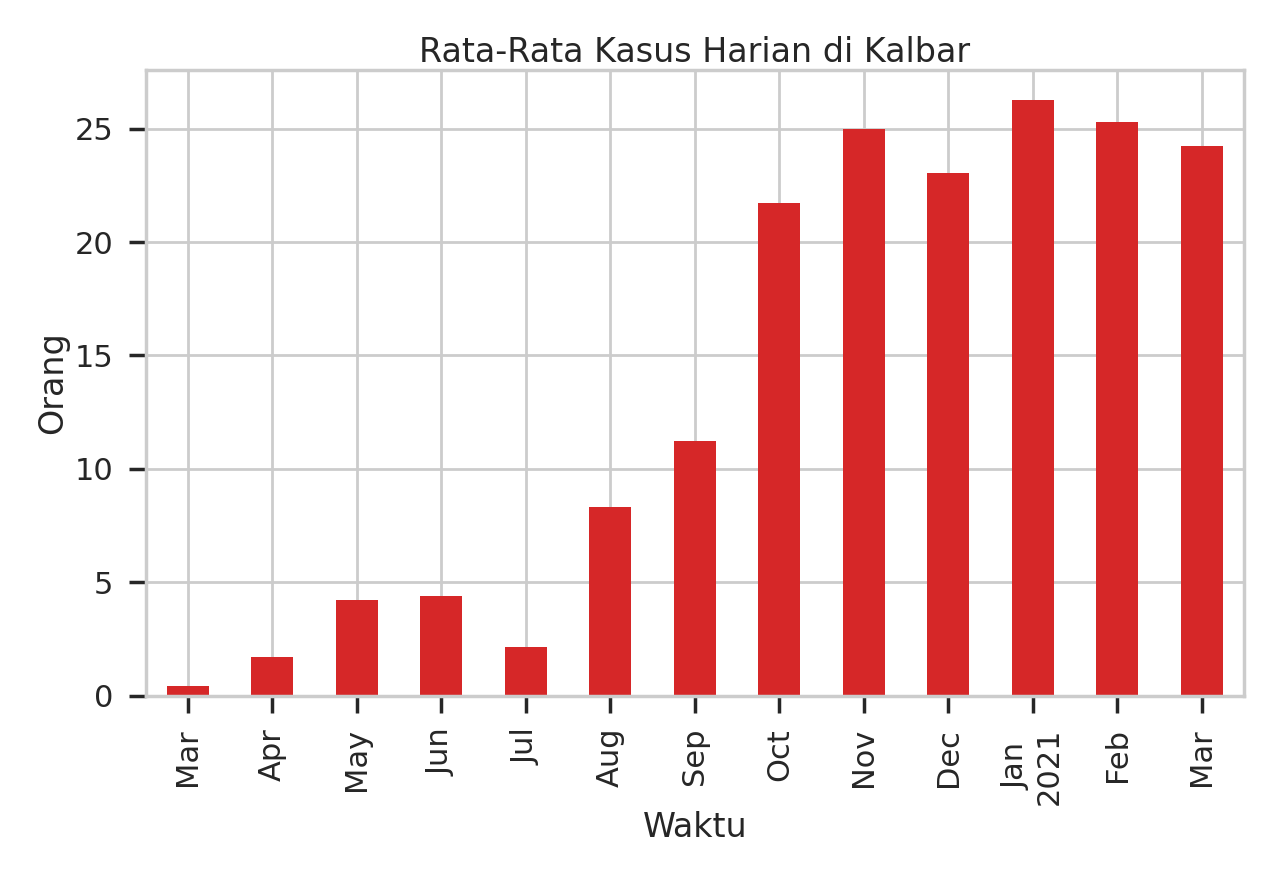 Rata-Rata Kasus Harian di Kalbar
Orang
25
20
15
10
5
0
Mar
Apr
May
Jun
Jul
Aug
Sep
Oct
Nov
Dec
Jan
2021
Feb
Mar
Waktu